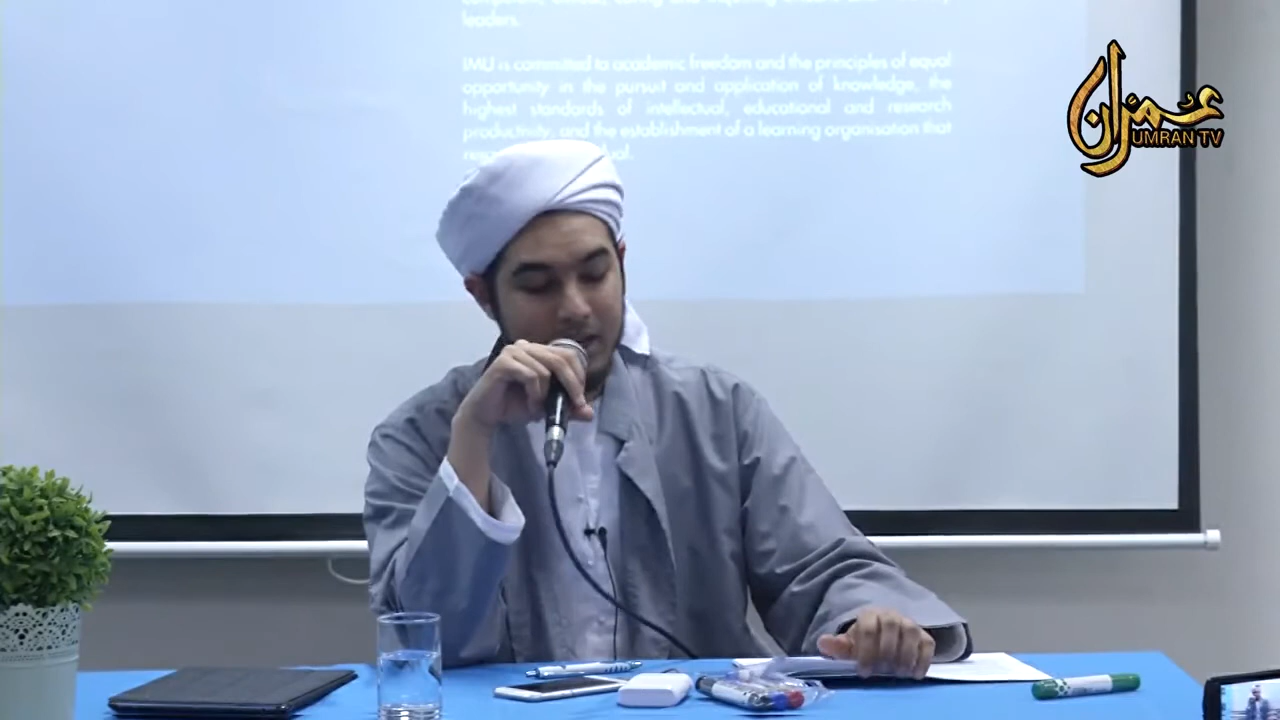 leaders.
IMU is committed to academic freedom and the principles of equal
opportunity in the pursuit and application of knowledge, the
highest standards of intellectual, educational and research
productivity, and the establishment of a learning organisation that
عمران
UMRAN TV